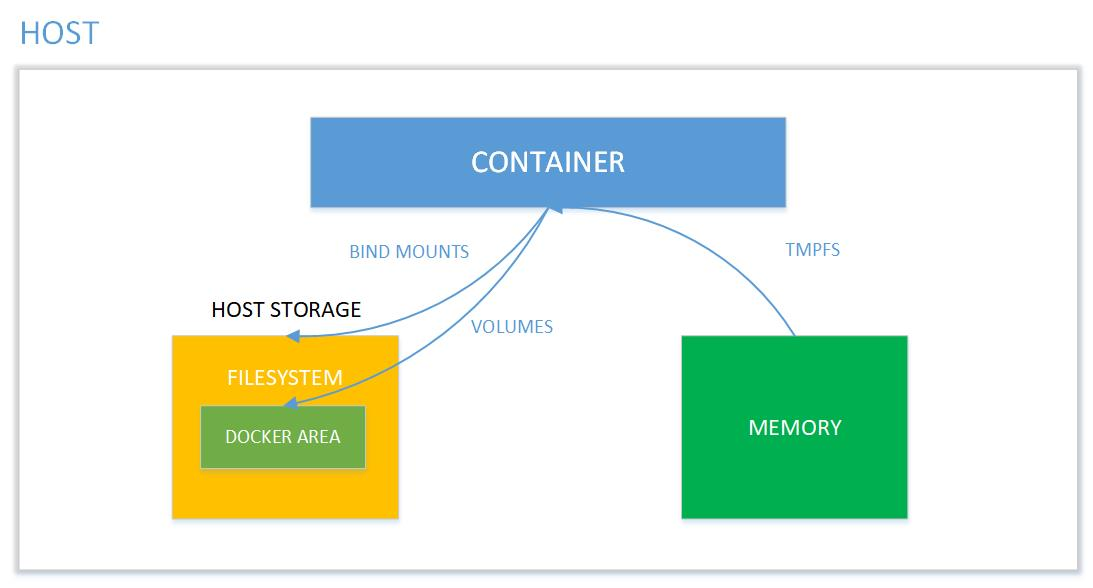 HOST
CONTAINER
BIND MOUNTS
TMPFS
HOST STORAGE
VOLUMES
FILESYSTEM
DOCKER AREA
MEMORY